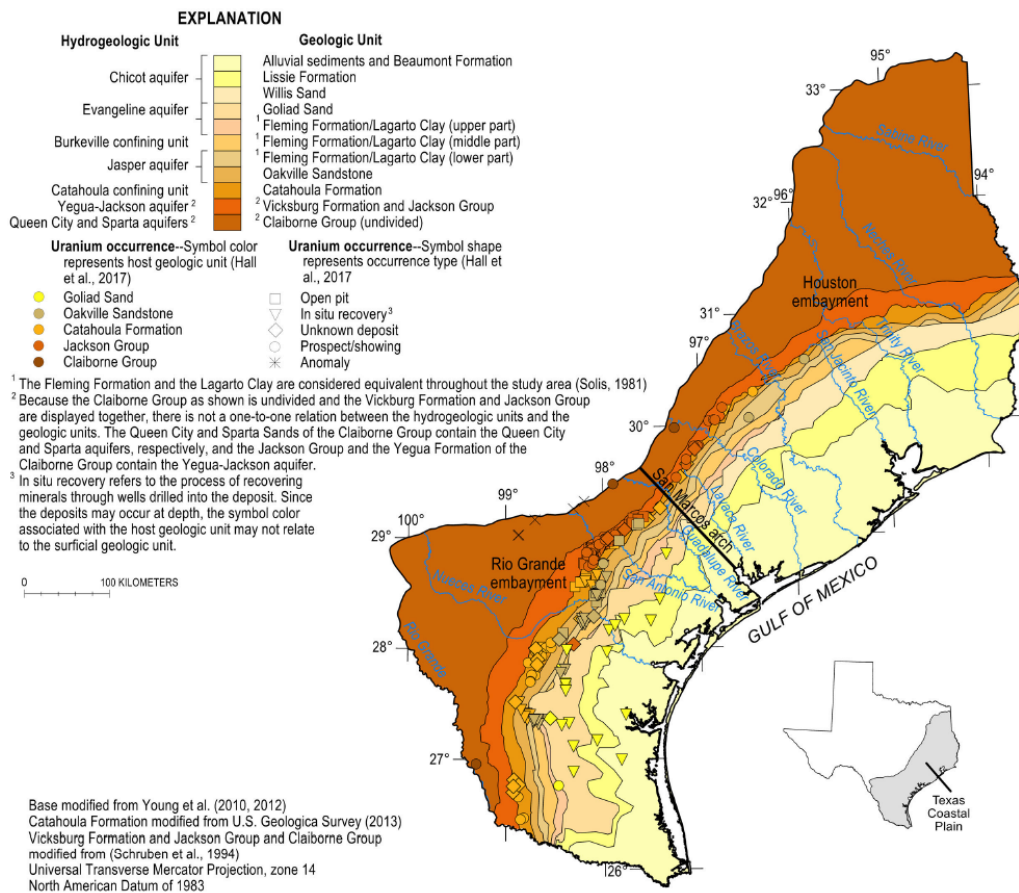 EXPLANATION
Hydrogeologic Unit
Geologic Unit
Alluvial sediments and Beaumont Formation
Chicot aquifer
Lissie Formation
Willis Sand
Evangeline aquifer
Goliad Sand
1 Fleming Formation/Lagarto Clay (upper part)
Burkeville confining unit
1 Fleming Formation/Lagarto Clay (middle part)
Jasper aquifer
1 Fleming Formation/Lagarto Clay (lower part)
Oakville Sandstone
Catahoula confining unit
Catahoula Formation
Yegua-Jackson aquifer 2
2 Vicksburg Formation and Jackson Group
Queen City and Sparta aquifers 2
2 Claiborne Group (undivided)
Uranium occurrence--Symbol color
represents host geologic unit (Hall
et al., 2017)
Goliad Sand
Oakville Sandstone
Catahoula Formation
Jackson Group
Claiborne Group
Uranium occurrence--Symbol shape
represents occurrence type (Hall et
al., 2017
Open pit
In situ recovery3
Unknown deposit
Prospect/showing
Anomaly
1 The Fleming Formation and the Lagarto Clay are considered equivalent throughout the study area (Solis, 1981)
2 Because the Claiborne Group as shown is undivided and the Vickburg Formation and Jackson Group
are displayed together, there is not a one-to-one relation between the hydrogeologic units and the
geologic units. The Queen City and Sparta Sands of the Claiborne Group contain the Queen City
and Sparta aquifers, respectively, and the Jackson Group and the Yegua Formation of the
Claiborne Group contain the Yegua-Jackson aquifer.
3 In situ recovery refers to the process of recovering
minerals through wells drilled into the deposit. Since
the deposits may occur at depth, the symbol color
associated with the host geologic unit may not relate
to the surficial geologic unit.
0 100 KILOMETERS
95°
33°
Sabine River
94°
96°
32°
Neches River
Houston
embayment
31°
97°
Brazos River
San Jacinto River
Trinity River
30°
98°
Colorado River
San Marcos arch
Lavaca River
Guadalupe River
99°
100°
29°
Rio Grande
embayment
San Antonio River
Nueces River
GULF OF MEXICO
28°
Rio Grande
27°
26°
Texas
Coastal
Plain
Base modified from Young et al. (2010, 2012)
Catahoula Formation modified from U.S. Geologica Survey (2013)
Vicksburg Formation and Jackson Group and Claiborne Group
modified from (Schruben et al., 1994)
Universal Transverse Mercator Projection, zone 14
North American Datum of 1983